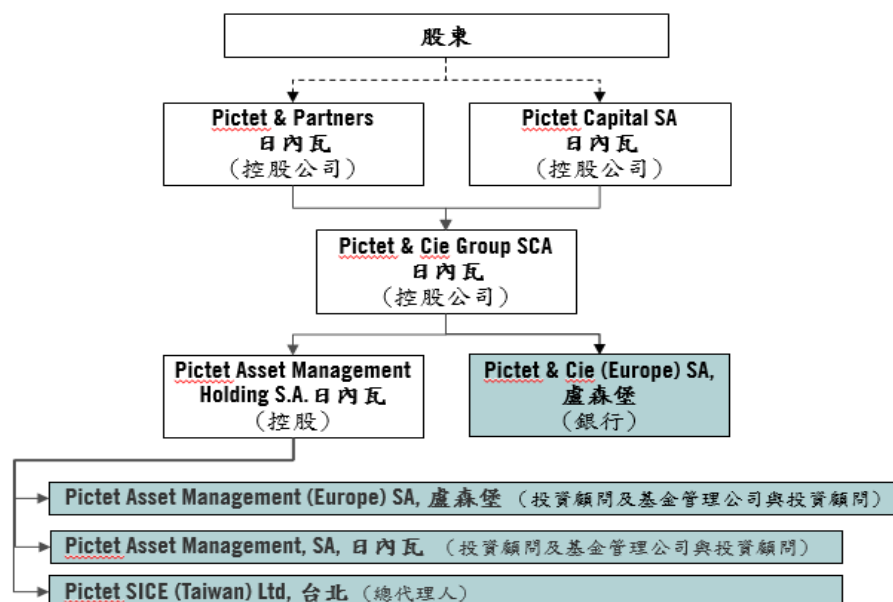 股東
Pictet & Partners
日內瓦
（控股公司）
Pictet Capital SA
日內瓦
（控股公司）
Pictet & Cie Group SCA
日內瓦
（控股公司）
Pictet Asset Management
Holding S.A. 日內瓦
（控股）
Pictet & Cie (Europe) SA,
盧森堡
（銀行）
Pictet Asset Management (Europe) SA, 盧森堡（投資顧問及基金管理公司與投資顧問）
Pictet Asset Management, SA, 日內瓦（投資顧問及基金管理公司與投資顧問）
Pictet SICE (Taiwan) Ltd, 台北（總代理人）